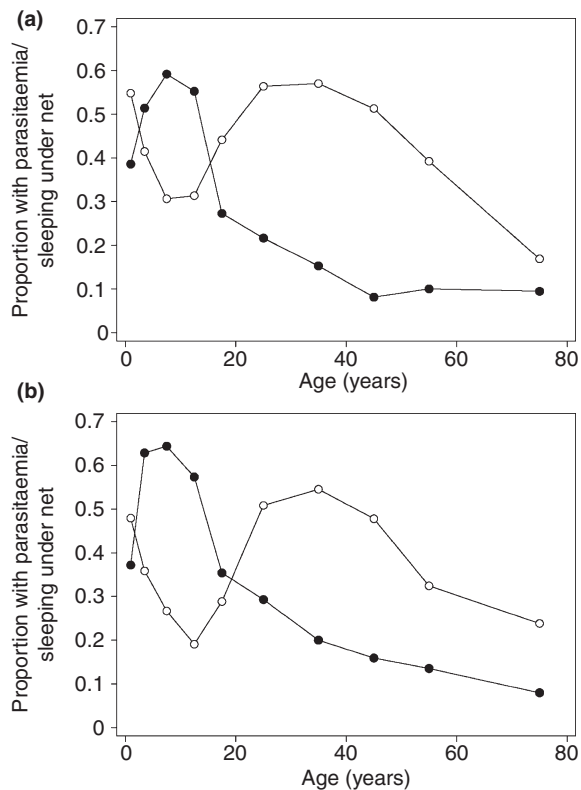 (a)
Proportion with parasitaemia/
sleeping under net
0.7
0.6
0.5
0.4
0.3
0.2
0.1
0
0 20 40 60 80
Age (years)
(b)
Proportion with parasitaemia/
sleeping under net
0.7
0.6
0.5
0.4
0.3
0.2
0.1
0
0 20 40 60 80
Age (years)